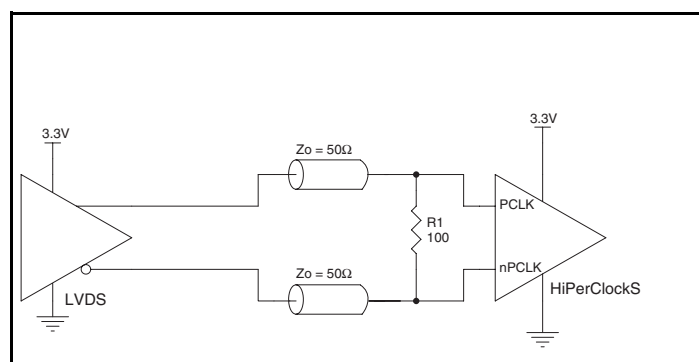 3.3V
Zo = 50Ω
3.3V
PCLK
R1
100
Zo = 50Ω
nPCLK
LVDS
HiPerClockS